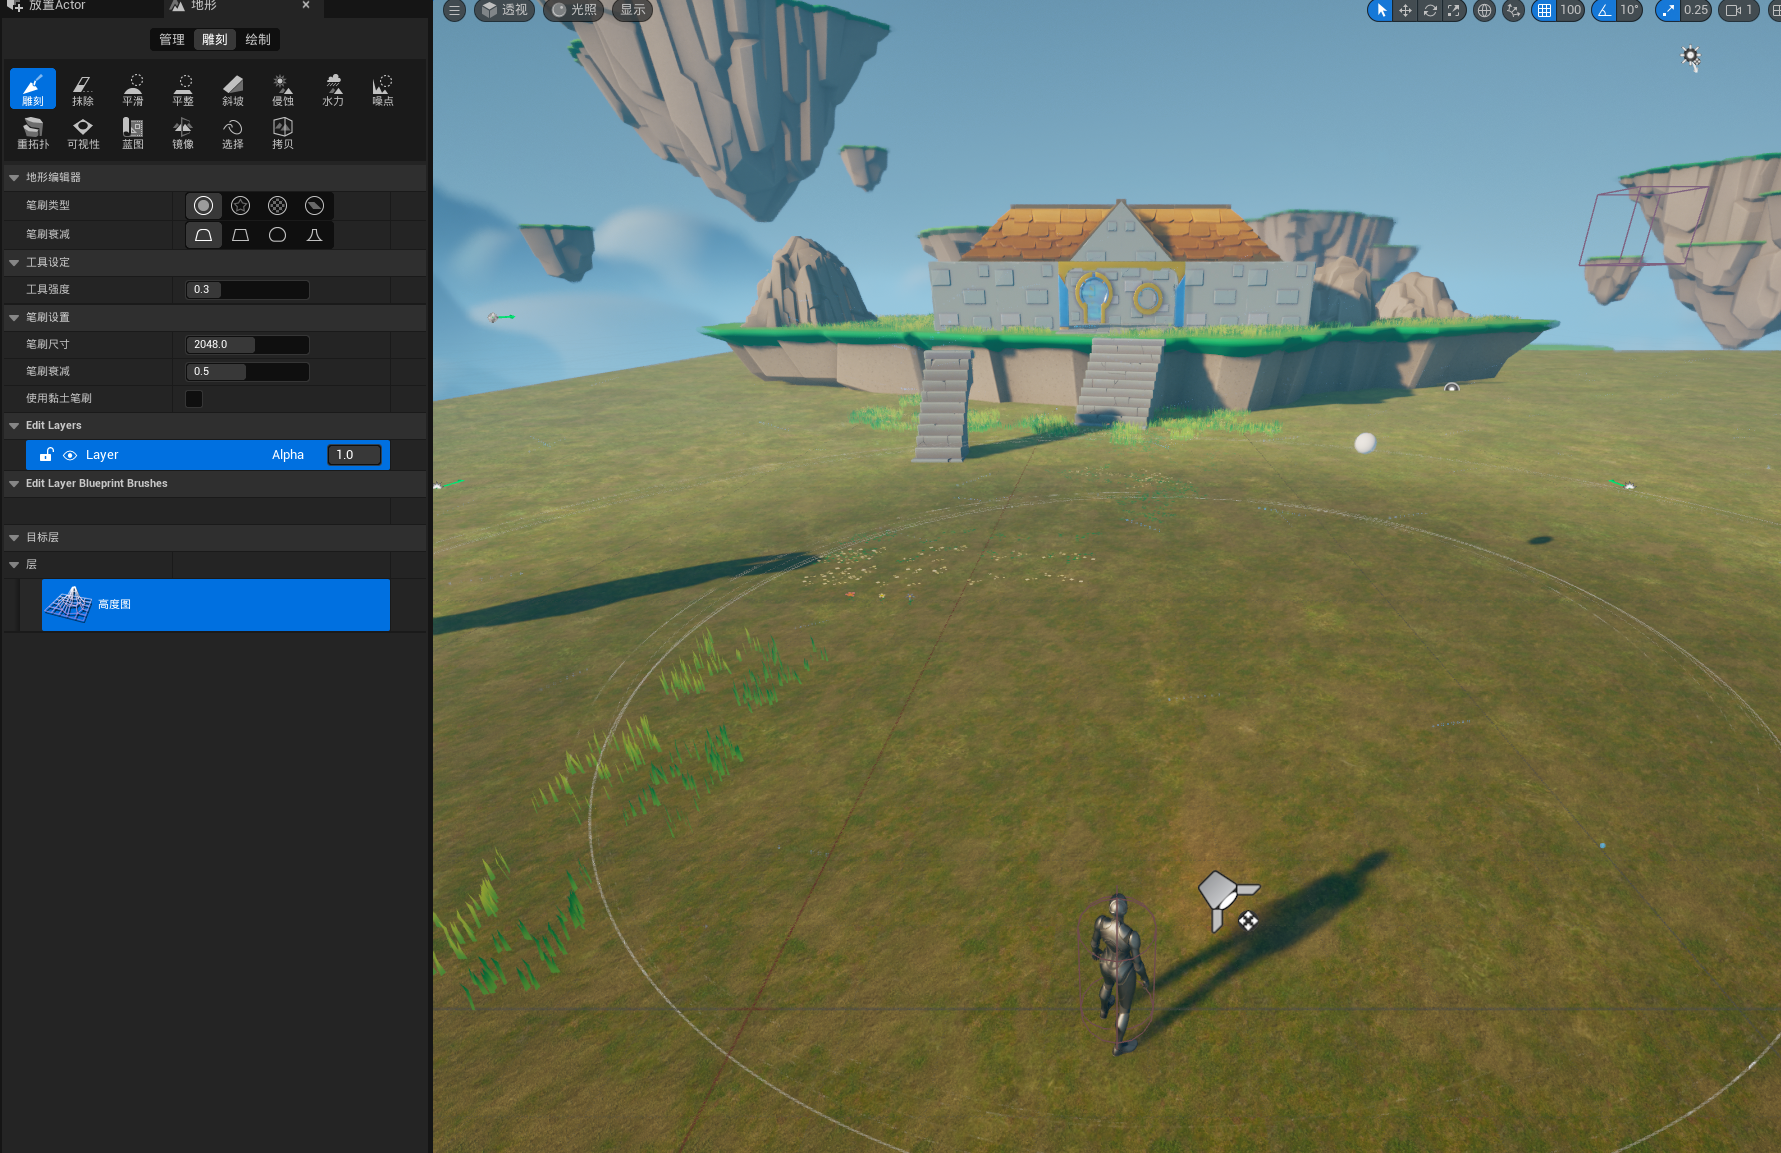 放置Actor 地形 ×
透视 光照 显示
100 10° 0.25 1
管理 雕刻 绘制
雕刻 抹除 平滑 平整 斜坡 侵蚀 水力 噪点
重拓扑 可视性 蓝图 镜像 选择 拷贝
地形编辑器
笔刷类型
笔刷衰减
工具设定
工具强度 0.3
笔刷设置
笔刷尺寸 2048.0
笔刷衰减 0.5
使用黏土笔刷
Edit Layers
Layer Alpha 1.0
Edit Layer Blueprint Brushes
目标层
层
高度图